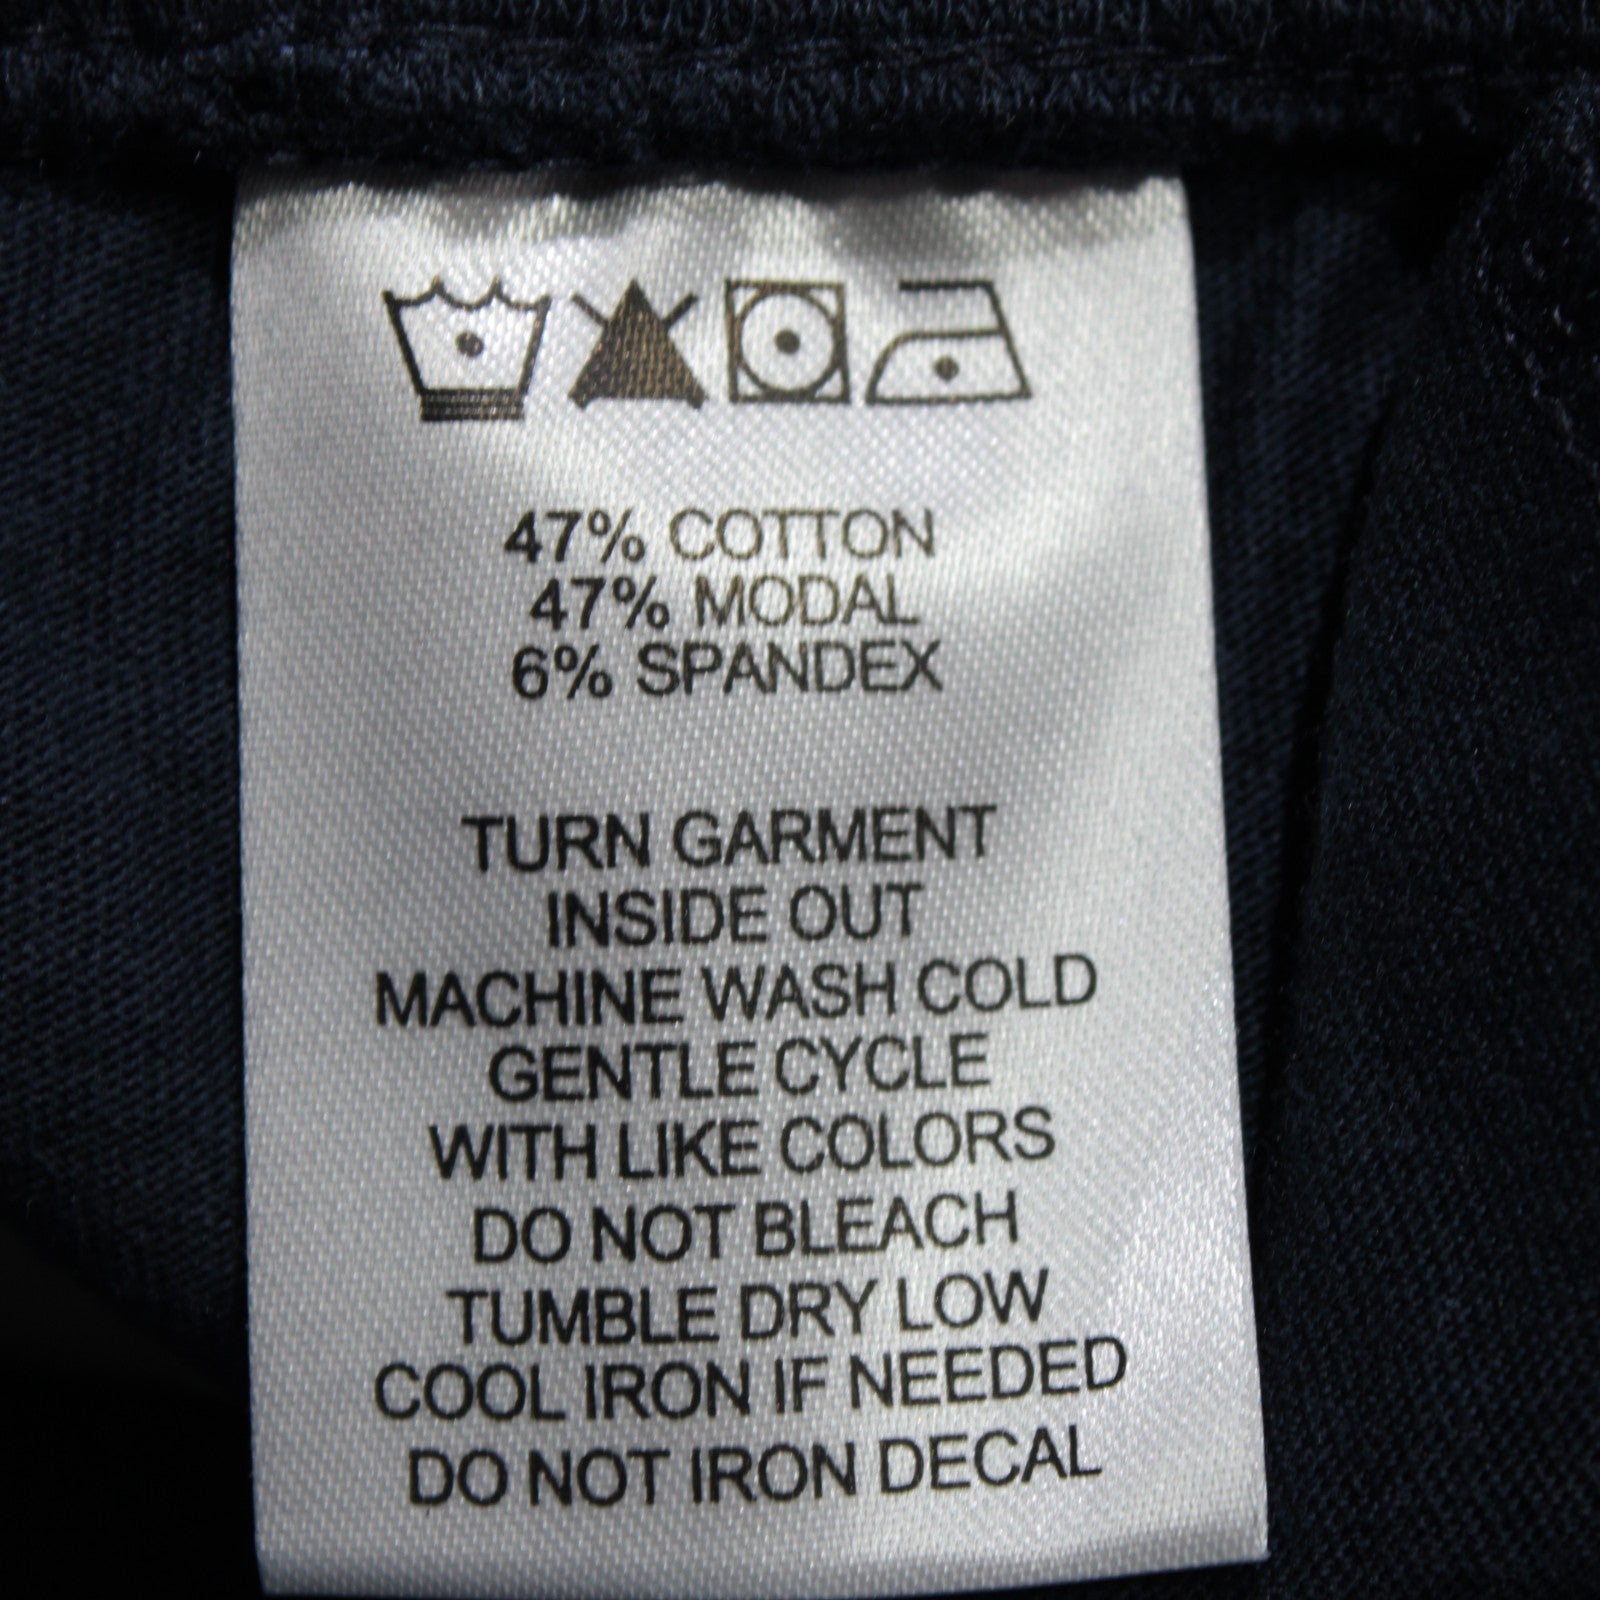 47% COTTON
47% MODAL
6% SPANDEX
TURN GARMENT
INSIDE OUT
MACHINE WASH COLD
GENTLE CYCLE
WITH LIKE COLORS
DO NOT BLEACH
TUMBLE DRY LOW
COOL IRON IF NEEDED
DO NOT IRON DECAL